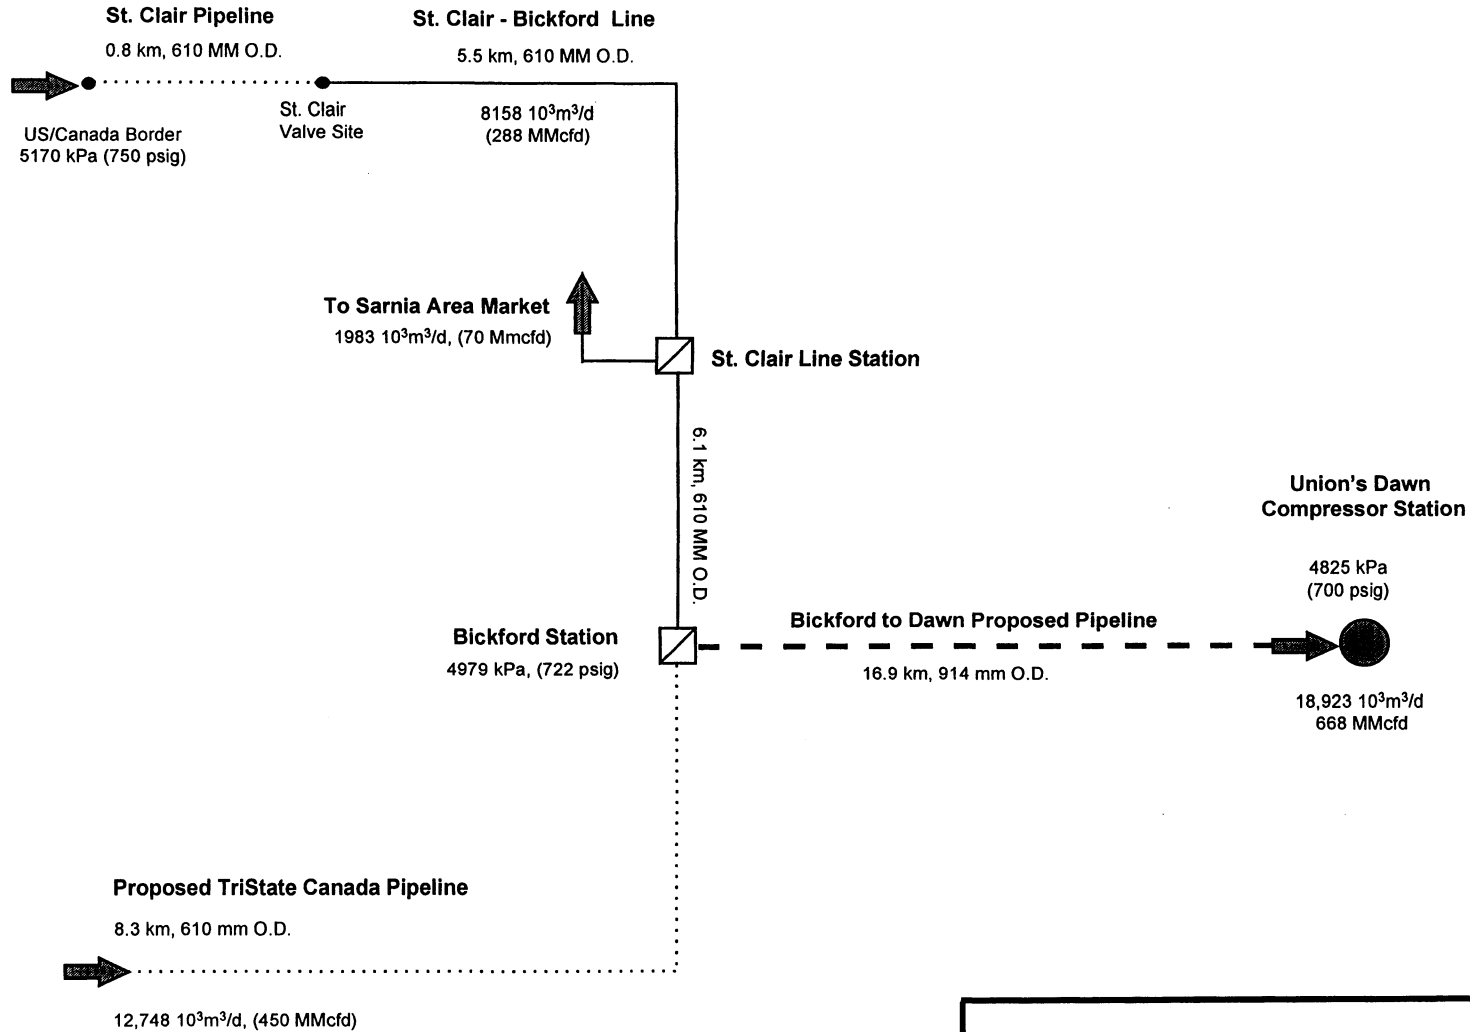 St. Clair Pipeline
0.8 km, 610 MM O.D.
St. Clair - Bickford Line
5.5 km, 610 MM O.D.
US/Canada Border
5170 kPa (750 psig)
St. Clair
Valve Site
8158 10³m³/d
(288 MMcfd)
To Sarnia Area Market
1983 10³m³/d, (70 Mmcfd)
St. Clair Line Station
6.1 km, 610 MM O.D.
Union's Dawn
Compressor Station
4825 kPa
(700 psig)
Bickford Station
4979 kPa, (722 psig)
Bickford to Dawn Proposed Pipeline
16.9 km, 914 mm O.D.
18,923 10³m³/d
668 MMcfd
Proposed TriState Canada Pipeline
8.3 km, 610 mm O.D.
12,748 10³m³/d, (450 MMcfd)